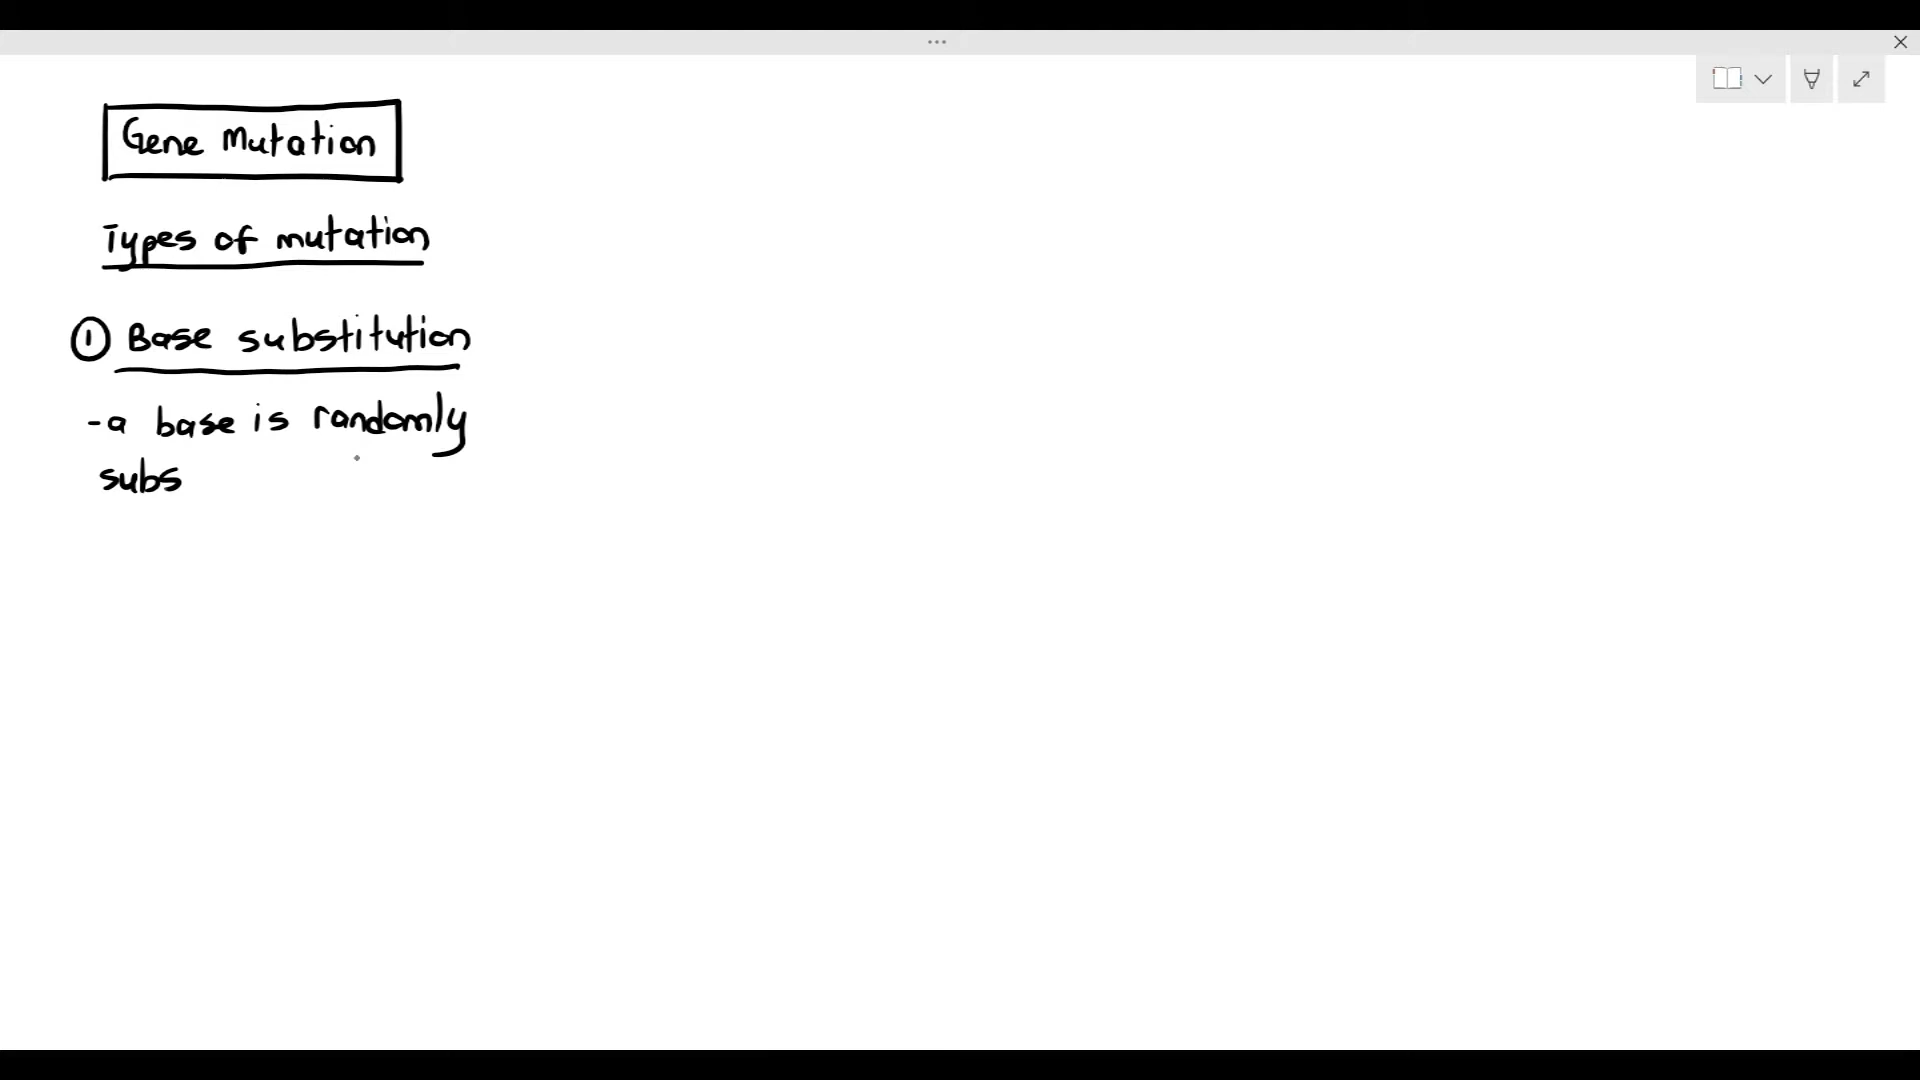 Gene Mutation
Types of mutation
① Base substitution
- a base is randomly
subs